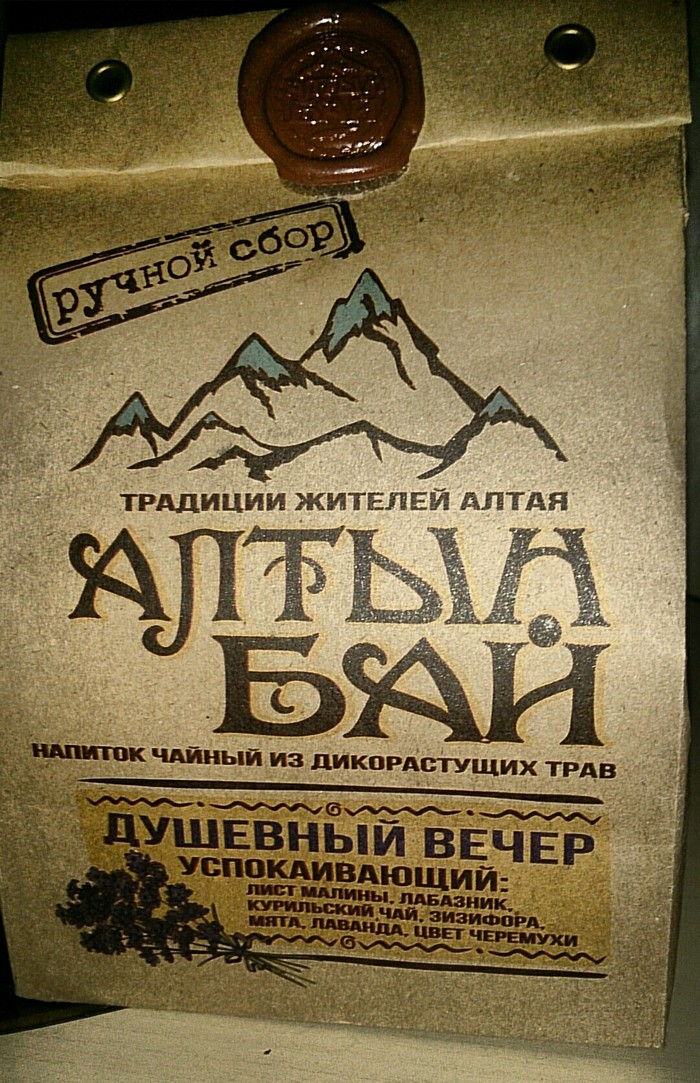 ручной сбор
ТРАДИЦИИ ЖИТЕЛЕЙ АЛТАЯ
АЛТЫН
БАЙ
НАПИТОК ЧАЙНЫЙ ИЗ ДИКОРАСТУЩИХ ТРАВ
ДУШЕВНЫЙ ВЕЧЕР
УСПОКАИВАЮЩИЙ:
ЛИСТ МАЛИНЫ, ЛАБАЗНИК,
КУРИЛЬСКИЙ ЧАЙ, ЗИЗИФОРА,
МЯТА, ЛАВАНДА, ЦВЕТ ЧЕРЕМУХИ